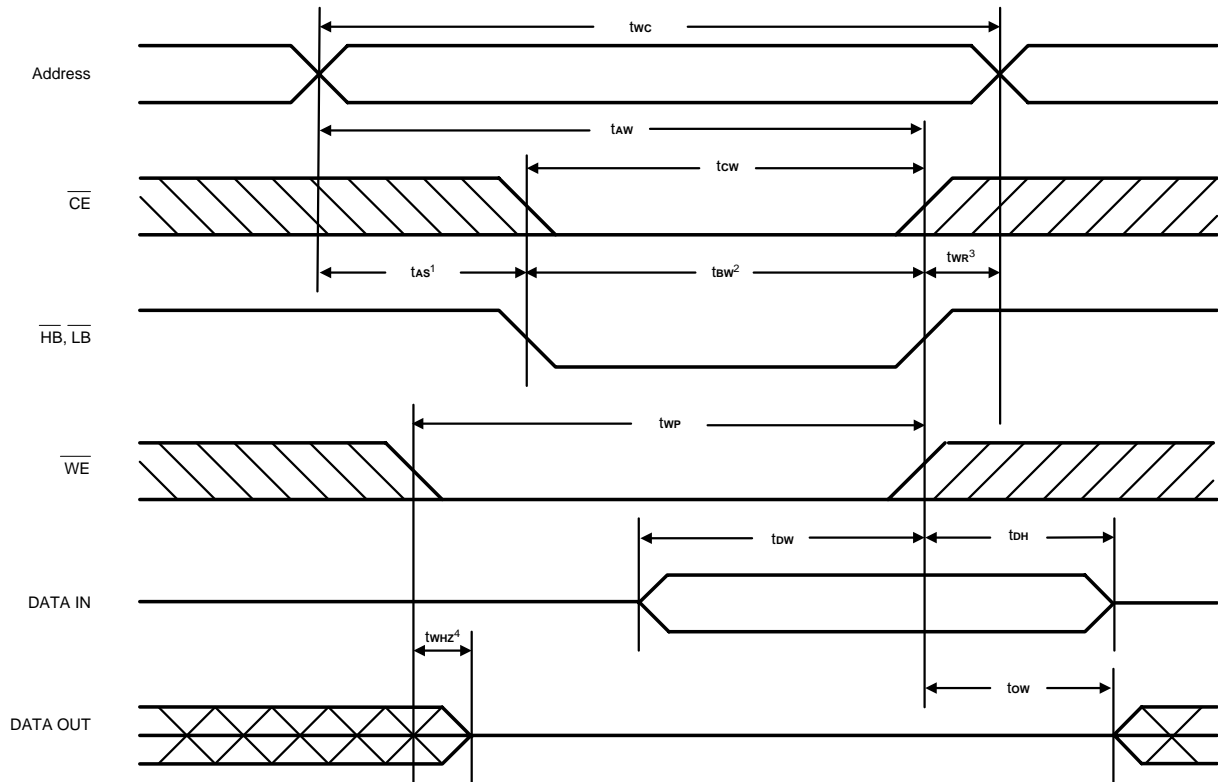 twc
Address
tAW
tCW
CE
tAS1 tBW2 tWR3
HB, LB
tWP
WE
tDW tDH
DATA IN
tWHZ4
tOW
DATA OUT